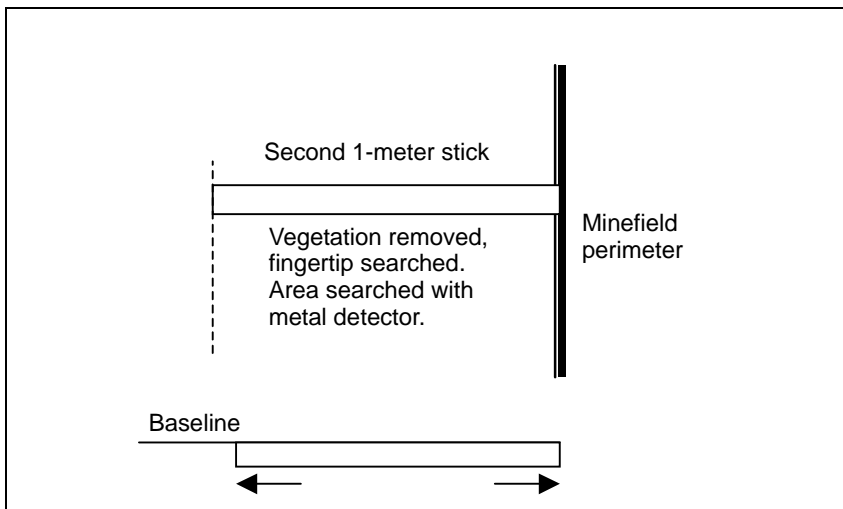 Second 1-meter stick
Vegetation removed,
fingertip searched.
Area searched with
metal detector.
Minefield
perimeter
Baseline